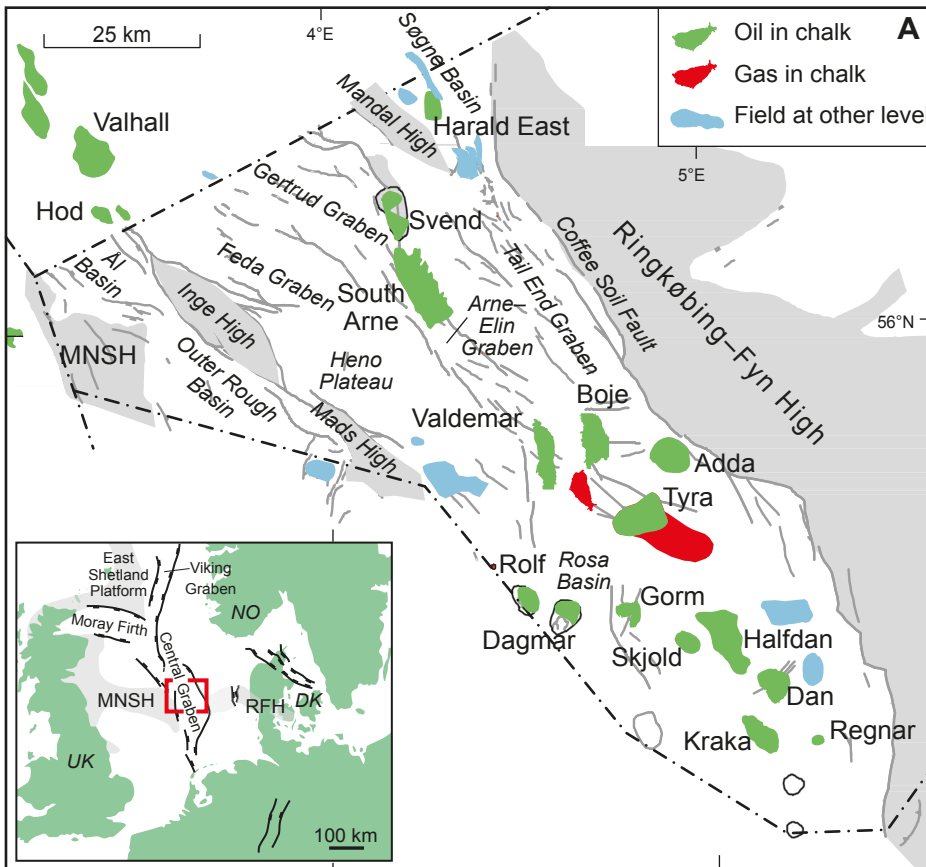 A
Oil in chalk
Gas in chalk
Field at other level
25 km
4°E
5°E
56°N
Søgne Basin
Valhall
Mandal High
Harald East
Hod
Gertrud Graben
Svend
Ål
Basin
Feda Graben
Tail End Graben
Coffee Soil Fault
Ringkøbing–Fyn High
Inge High
South
Arne
Arne–
Elin
Graben
MNSH
Outer Rough
Basin
Heno
Plateau
Mads High
Valdemar
Boje
Adda
Tyra
Rolf
Rosa
Basin
Dagmar
Gorm
Skjold
Halfdan
Dan
Kraka
Regnar
East
Shetland
Platform
Viking
Graben
NO
Moray Firth
Central Graben
MNSH
RFH
DK
UK
100 km